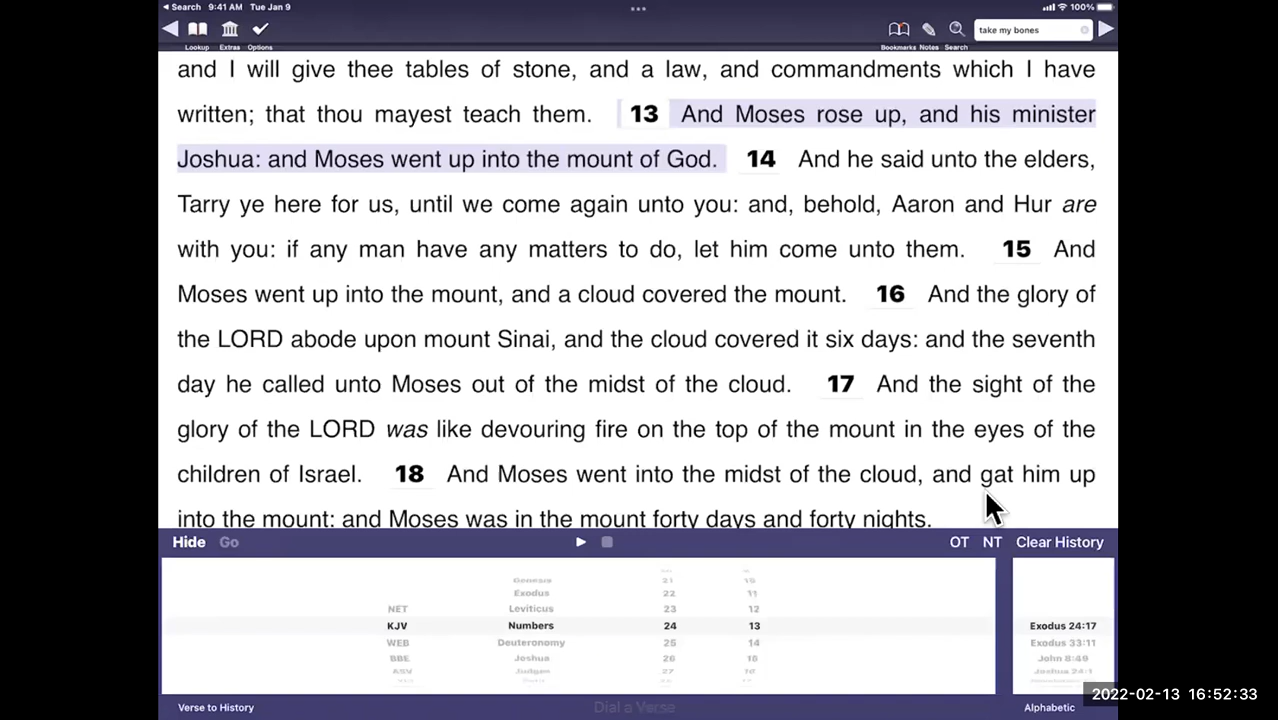 Search 9:41 AM Tue Jan 9 100%
Lookup Extras Options Bookmarks Notes Search take my bones
and I will give thee tables of stone, and a law, and commandments which I have
written; that thou mayest teach them. 13 And Moses rose up, and his minister
Joshua: and Moses went up into the mount of God. 14 And he said unto the elders,
Tarry ye here for us, until we come again unto you: and, behold, Aaron and Hur are
with you: if any man have any matters to do, let him come unto them. 15 And
Moses went up into the mount, and a cloud covered the mount. 16 And the glory of
the LORD abode upon mount Sinai, and the cloud covered it six days: and the seventh
day he called unto Moses out of the midst of the cloud. 17 And the sight of the
glory of the LORD was like devouring fire on the top of the mount in the eyes of the
children of Israel. 18 And Moses went into the midst of the cloud, and gat him up
into the mount: and Moses was in the mount forty days and forty nights.
Hide Go OT NT Clear History
Genesis 21
Exodus 22 11
NET Leviticus 23 12
KJV Numbers 24 13 Exodus 24:17
WEB Deuteronomy 25 14 Exodus 33:11
BBE Joshua 26 15 John 8:49
ASV Judges 27 16 Joshua 24:1
2022-02-13 16:52:33
Verse to History Dial a Verse Alphabetic